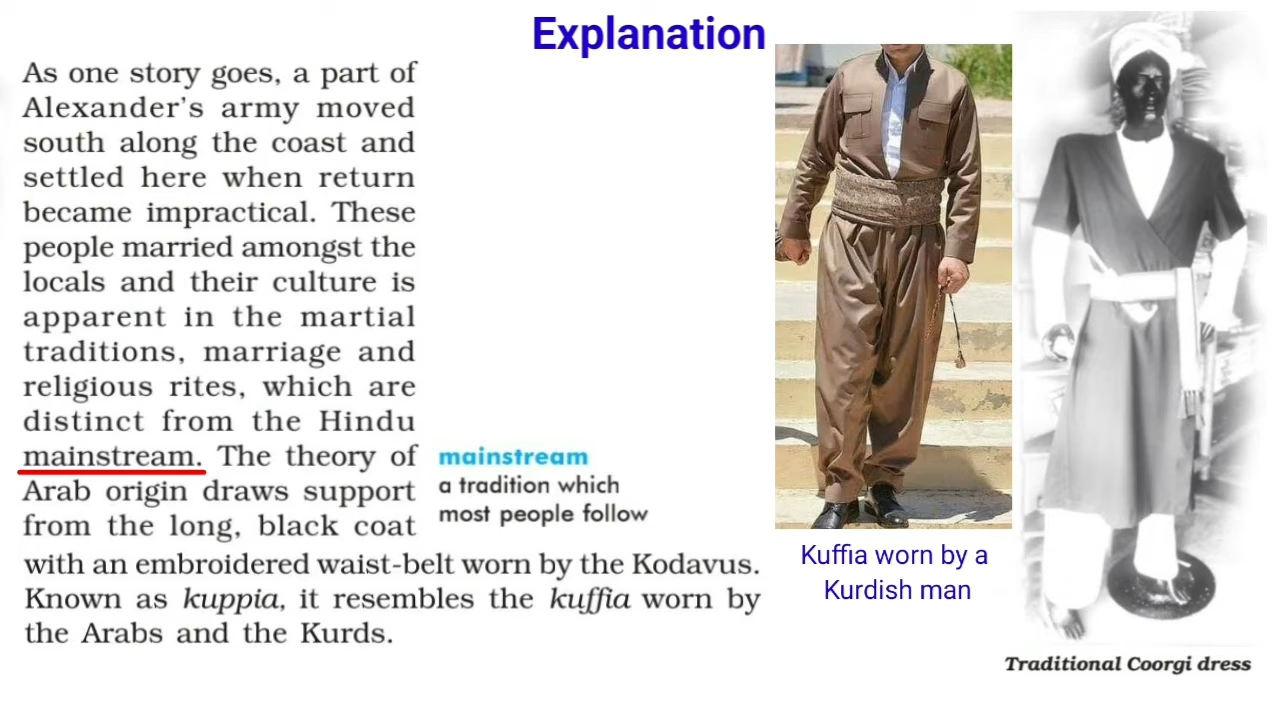 Explanation
As one story goes, a part of
Alexander's army moved
south along the coast and
settled here when return
became impractical. These
people married amongst the
locals and their culture is
apparent in the martial
traditions, marriage and
religious rites, which are
distinct from the Hindu
mainstream. The theory of
Arab origin draws support
from the long, black coat
with an embroidered waist-belt worn by the Kodavus.
Known as kuppia, it resembles the kuffia worn by
the Arabs and the Kurds.
mainstream
a tradition which
most people follow
Kuffia worn by a
Kurdish man
Traditional Coorgi dress